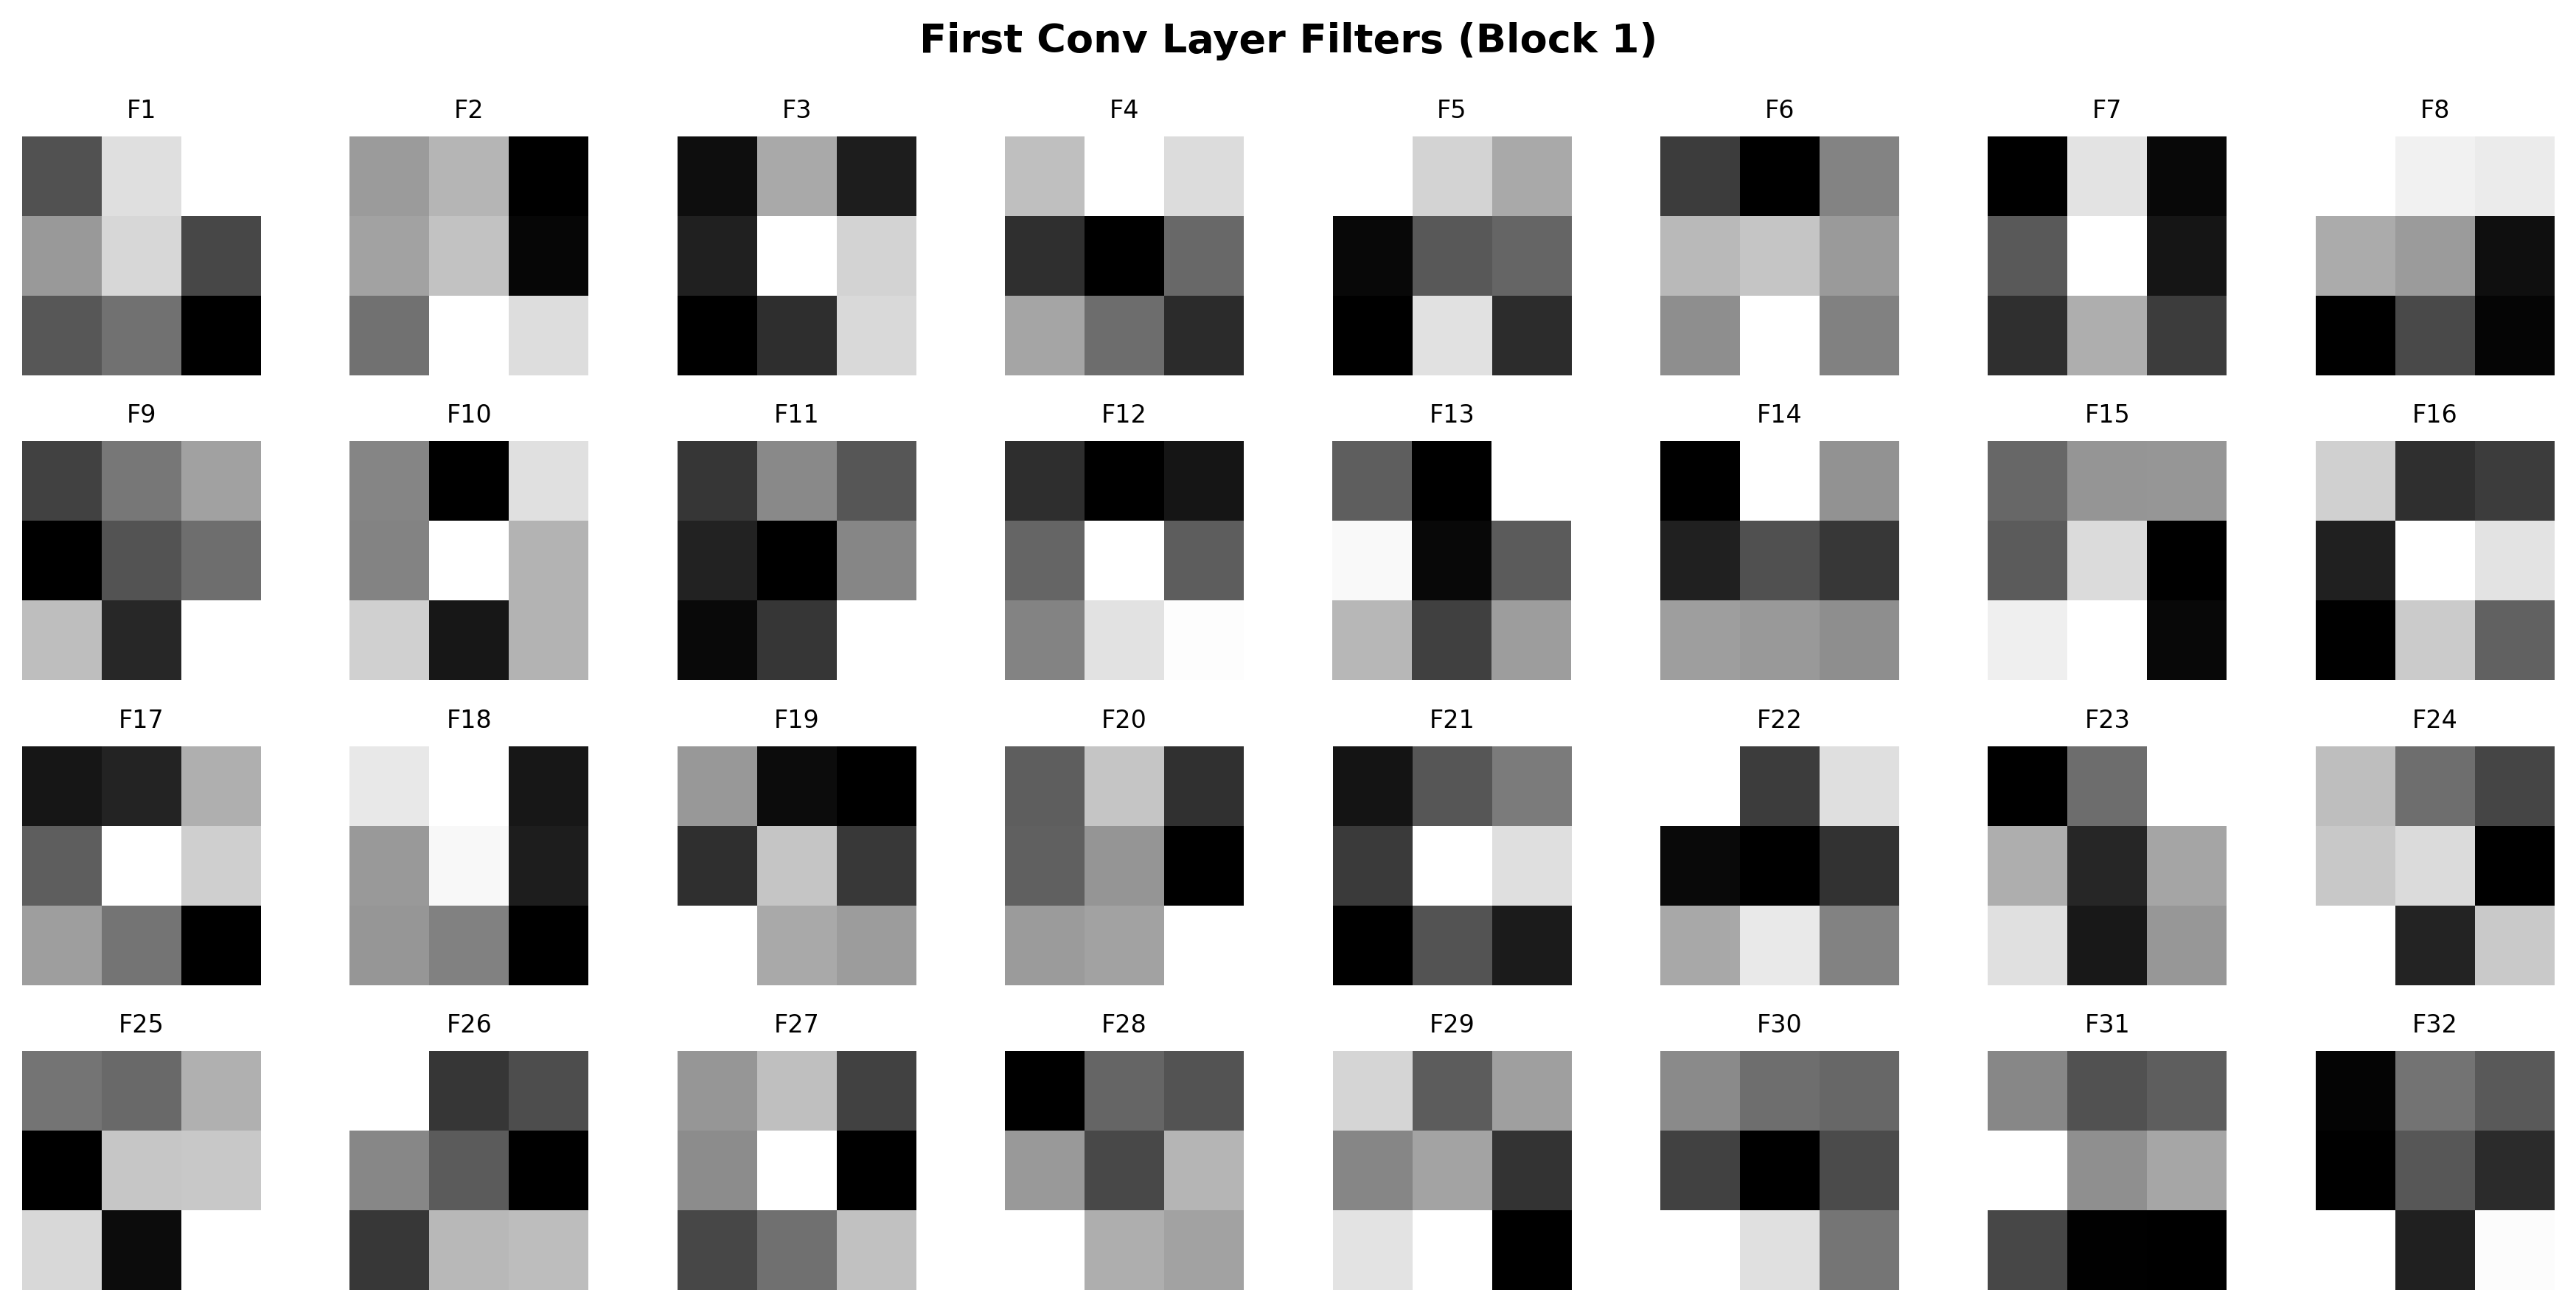 First Conv Layer Filters (Block 1)
F1 F2 F3 F4 F5 F6 F7 F8
F9 F10 F11 F12 F13 F14 F15 F16
F17 F18 F19 F20 F21 F22 F23 F24
F25 F26 F27 F28 F29 F30 F31 F32